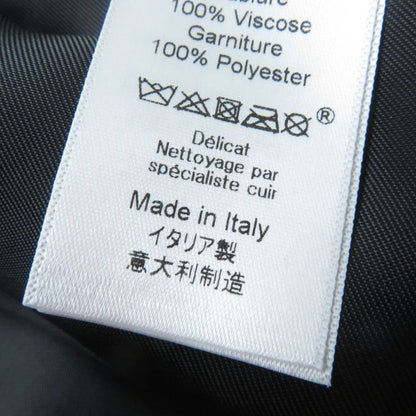 100% Viscose
Garniture
100% Polyester
®
Délicat
Nettoyage par
spécialiste cuir
Made in Italy
イタリア製
意大利制造